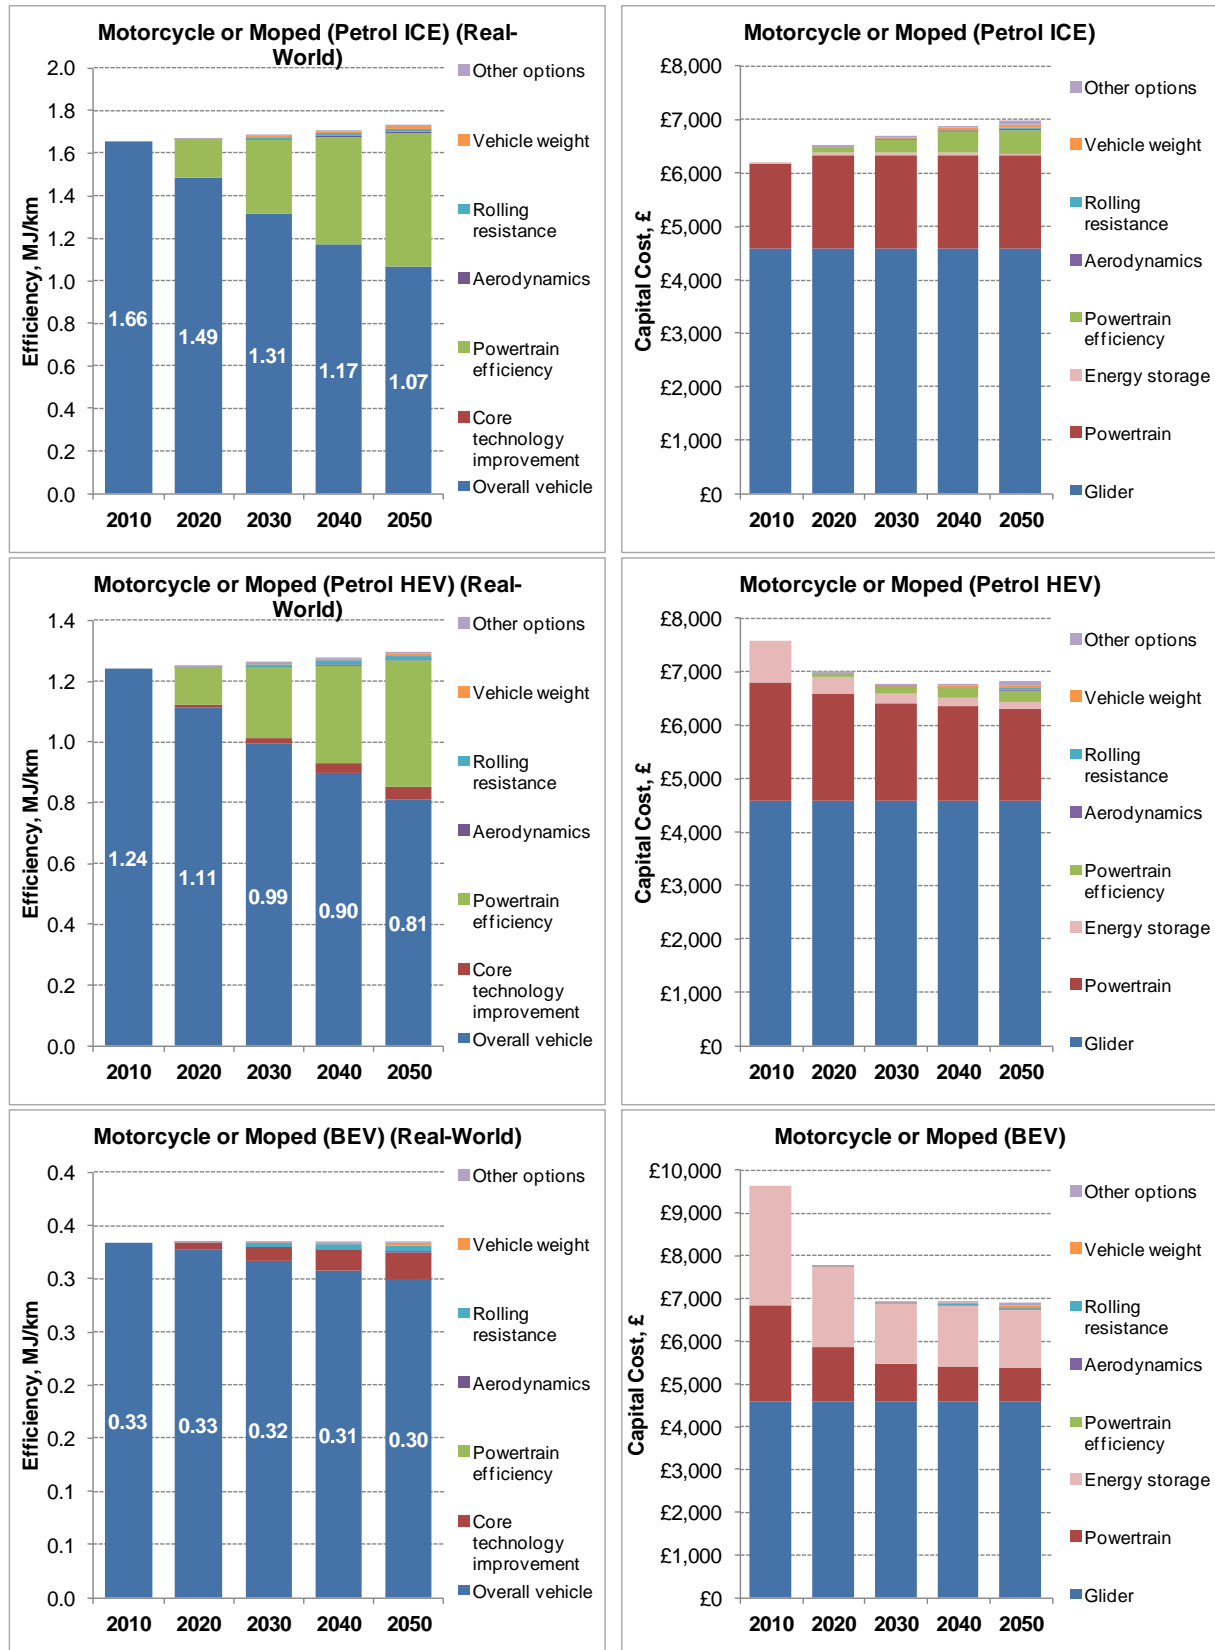 Motorcycle or Moped (Petrol ICE) (Real-
World)
Efficiency, MJ/km
2.0
1.8
1.6
1.4
1.2
1.0
0.8
0.6
0.4
0.2
0.0
1.66
1.49
1.31
1.17
1.07
2010 2020 2030 2040 2050
Other options
Vehicle weight
Rolling
resistance
Aerodynamics
Powertrain
efficiency
Core
technology
improvement
Overall vehicle
Motorcycle or Moped (Petrol ICE)
Capital Cost, £
£8,000
£7,000
£6,000
£5,000
£4,000
£3,000
£2,000
£1,000
£0
2010 2020 2030 2040 2050
Other options
Vehicle weight
Rolling
resistance
Aerodynamics
Powertrain
efficiency
Energy storage
Powertrain
Glider
Motorcycle or Moped (Petrol HEV) (Real-
World)
Efficiency, MJ/km
1.4
1.2
1.0
0.8
0.6
0.4
0.2
0.0
1.24
1.11
0.99
0.90
0.81
2010 2020 2030 2040 2050
Other options
Vehicle weight
Rolling
resistance
Aerodynamics
Powertrain
efficiency
Core
technology
improvement
Overall vehicle
Motorcycle or Moped (Petrol HEV)
Capital Cost, £
£8,000
£7,000
£6,000
£5,000
£4,000
£3,000
£2,000
£1,000
£0
2010 2020 2030 2040 2050
Other options
Vehicle weight
Rolling
resistance
Aerodynamics
Powertrain
efficiency
Energy storage
Powertrain
Glider
Motorcycle or Moped (BEV) (Real-World)
Efficiency, MJ/km
0.4
0.4
0.3
0.3
0.2
0.2
0.1
0.1
0.0
0.33
0.33
0.32
0.31
0.30
2010 2020 2030 2040 2050
Other options
Vehicle weight
Rolling
resistance
Aerodynamics
Powertrain
efficiency
Core
technology
improvement
Overall vehicle
Motorcycle or Moped (BEV)
Capital Cost, £
£10,000
£9,000
£8,000
£7,000
£6,000
£5,000
£4,000
£3,000
£2,000
£1,000
£0
2010 2020 2030 2040 2050
Other options
Vehicle weight
Rolling
resistance
Aerodynamics
Powertrain
efficiency
Energy storage
Powertrain
Glider